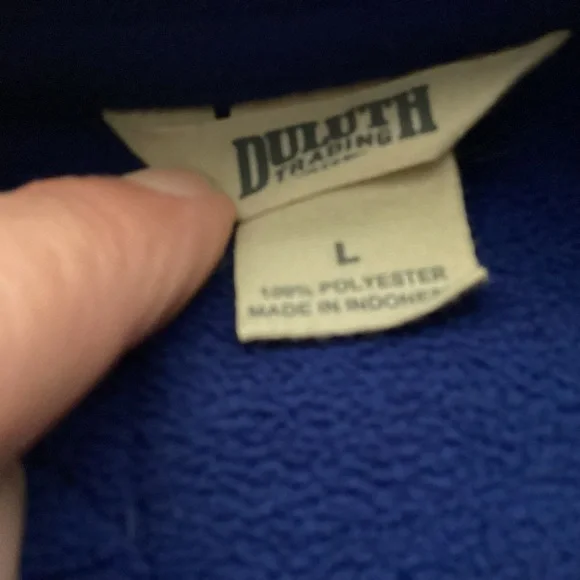 DULUTH
TRADING
L
100% POLYESTER
MADE IN